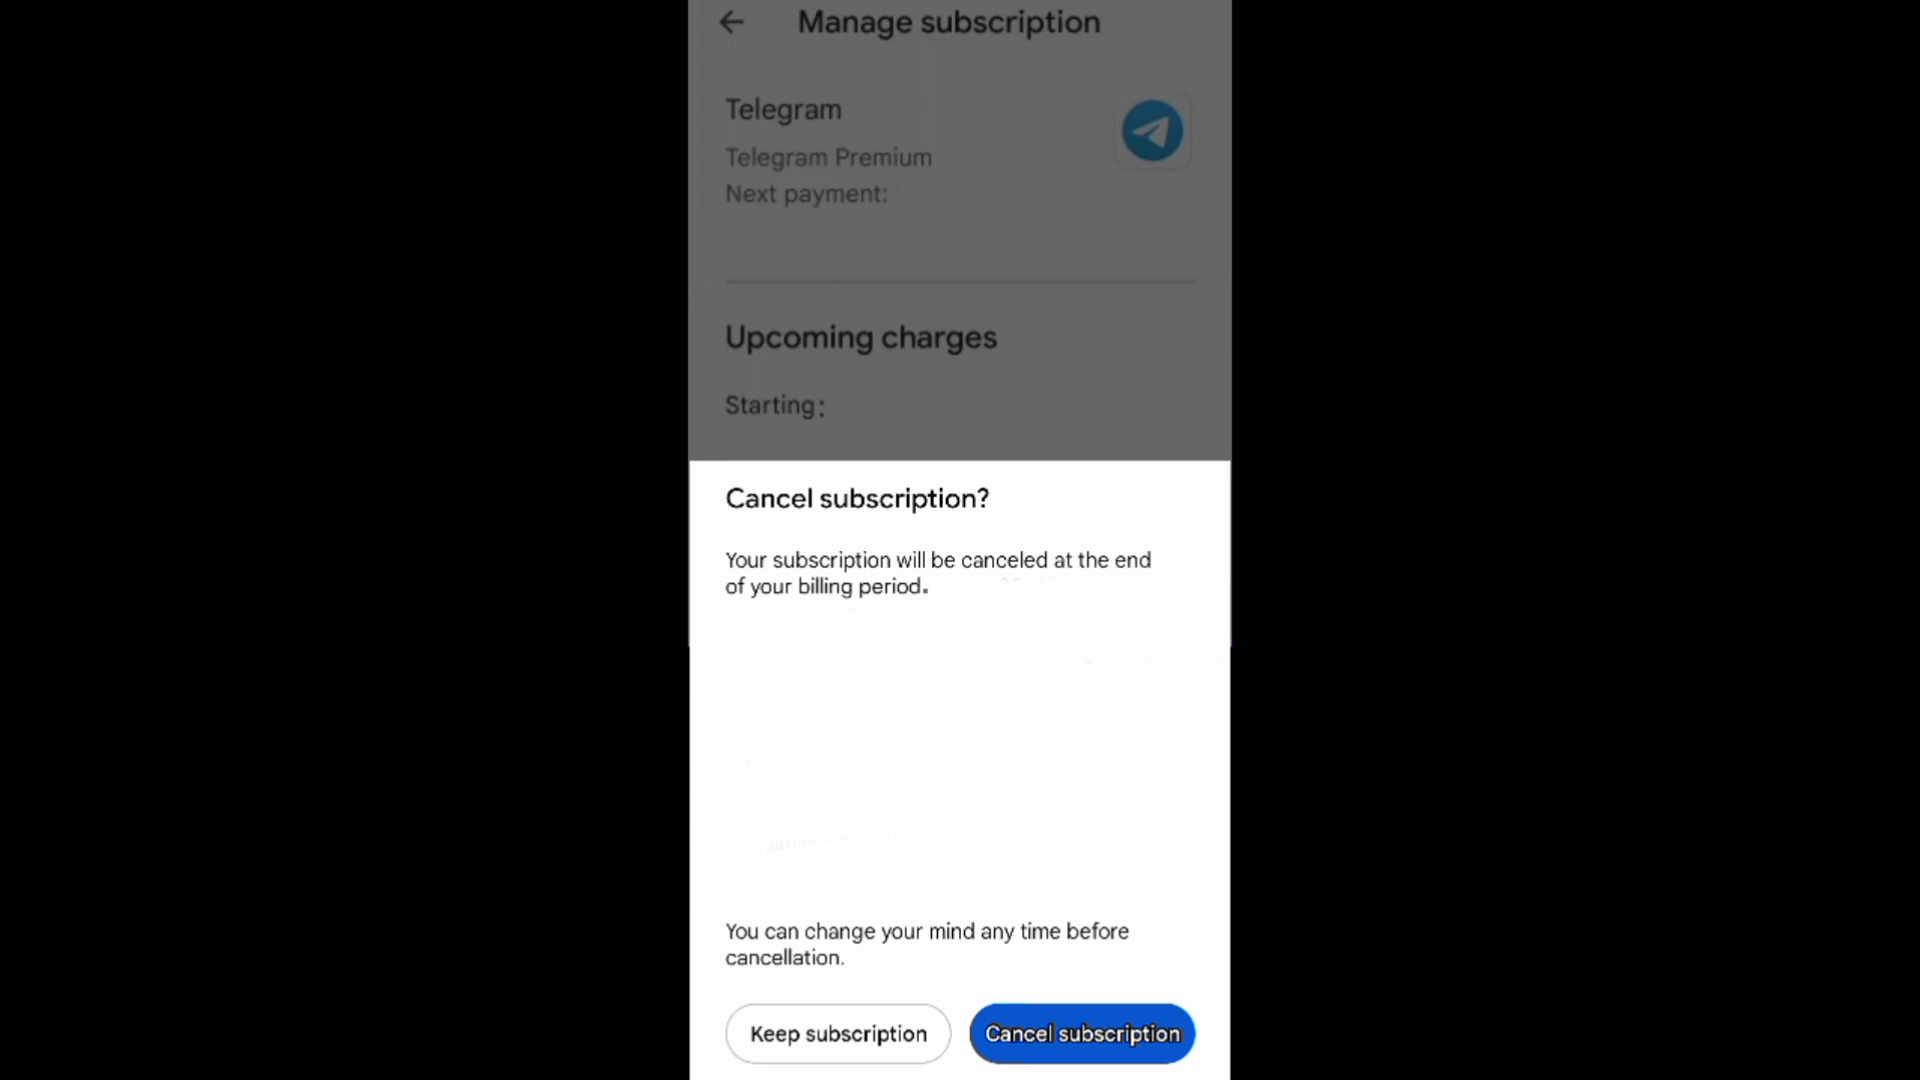 Manage subscription
Telegram
Telegram Premium
Next payment:
Upcoming charges
Starting:
Cancel subscription?
Your subscription will be canceled at the end
of your billing period.
You can change your mind any time before
cancellation.
Keep subscription
Cancel subscription